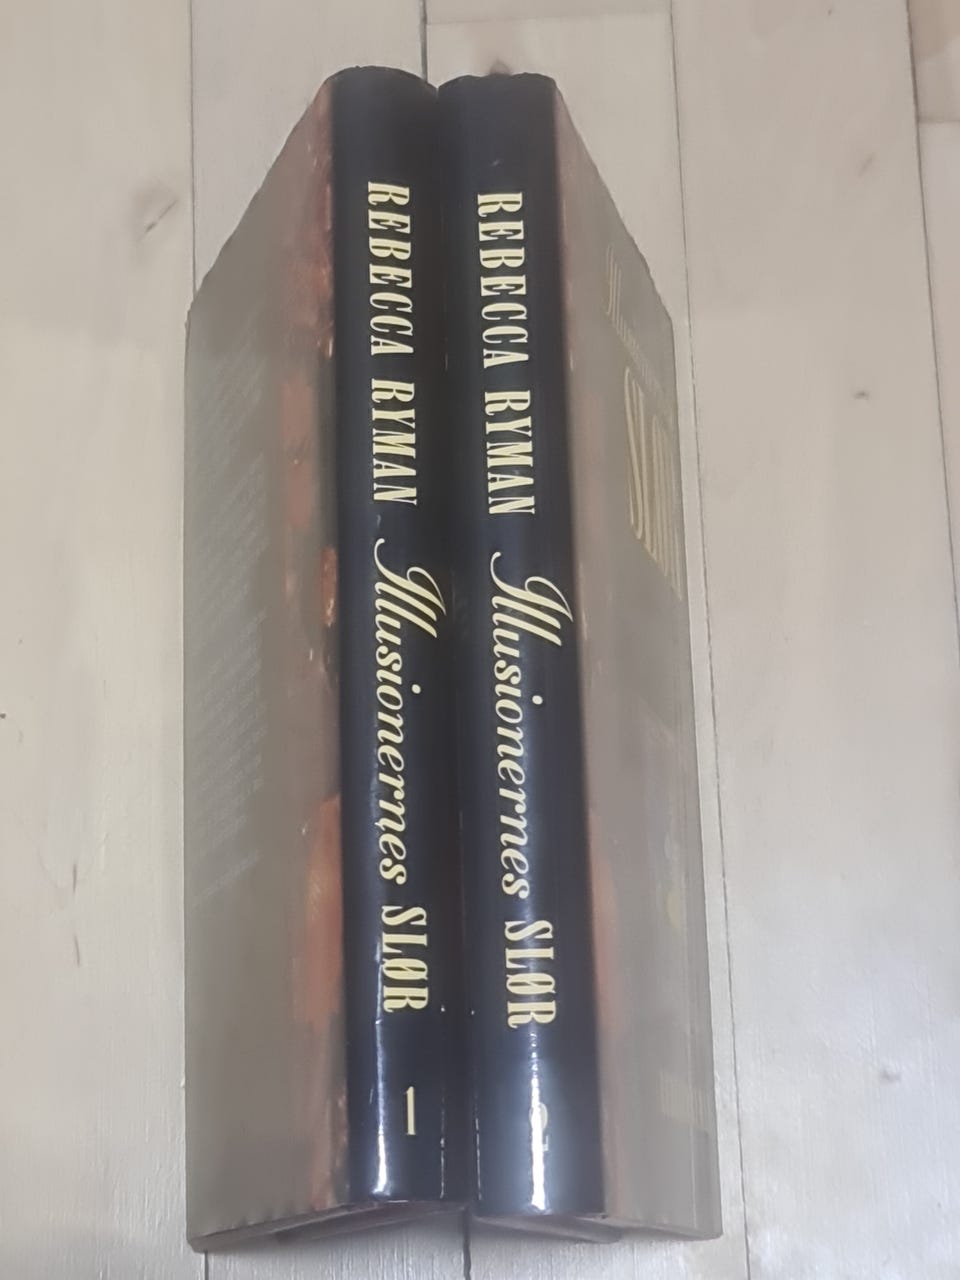 REBECCA RYMAN Illusionernes SLØR 1
REBECCA RYMAN Illusionernes SLØR 2